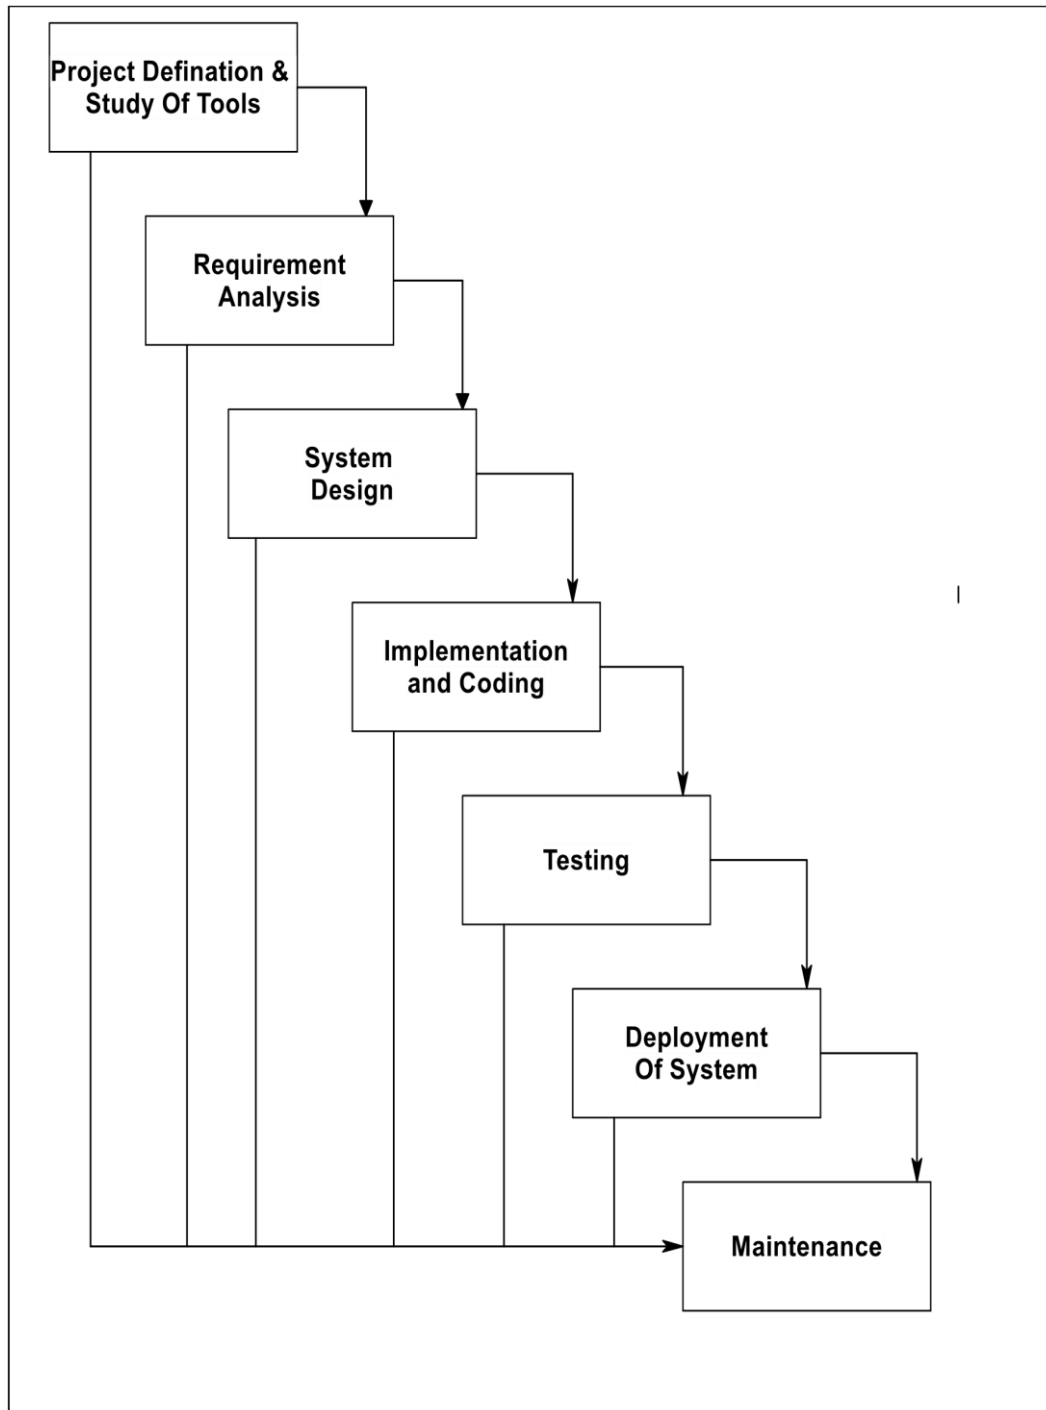 Project Defination &
Study Of Tools
Requirement
Analysis
System
Design
Implementation
and Coding
Testing
Deployment
Of System
Maintenance